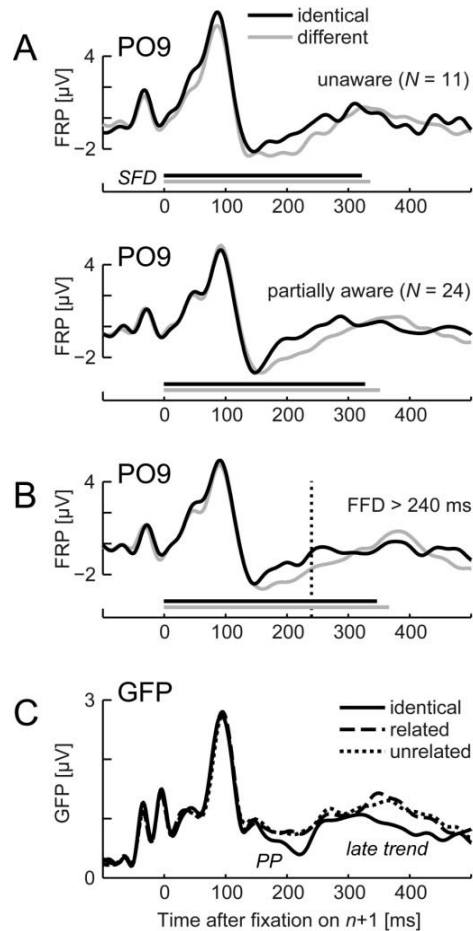 A
PO9
identical
different
unaware (N = 11)
FRP [µV]
4
−2
SFD
0 100 200 300 400
PO9
partially aware (N = 24)
FRP [µV]
4
−2
0 100 200 300 400
B
PO9
FFD > 240 ms
FRP [µV]
4
−2
0 100 200 300 400
C
GFP
identical
related
unrelated
GFP [µV]
3
0
PP
late trend
0 100 200 300 400
Time after fixation on n+1 [ms]